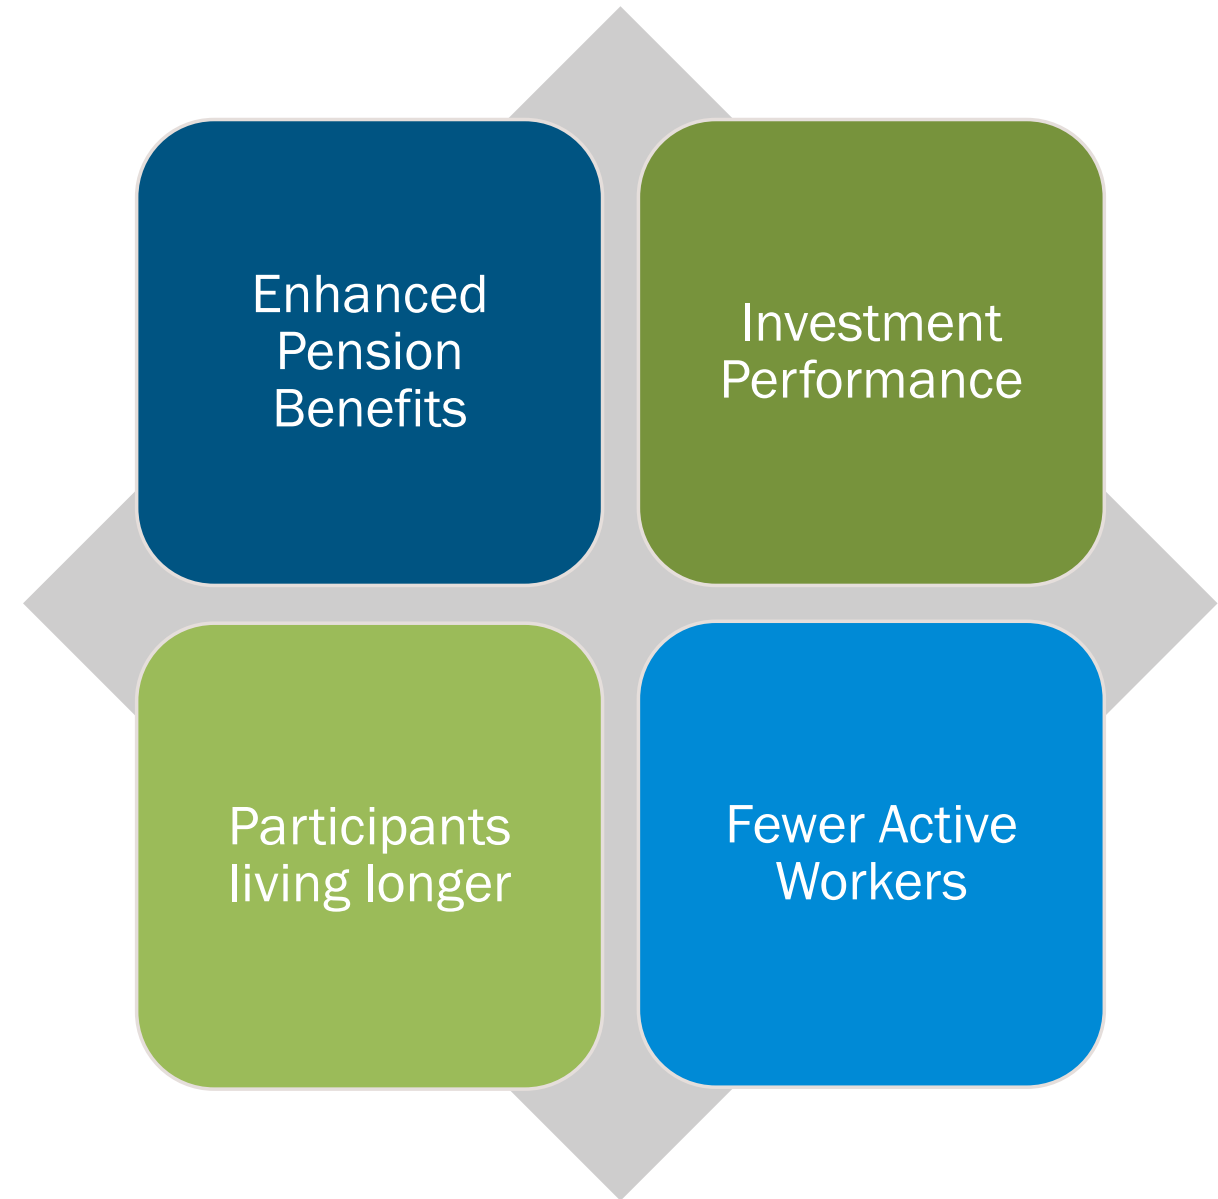 Enhanced
Pension
Benefits
Investment
Performance
Participants
living longer
Fewer Active
Workers